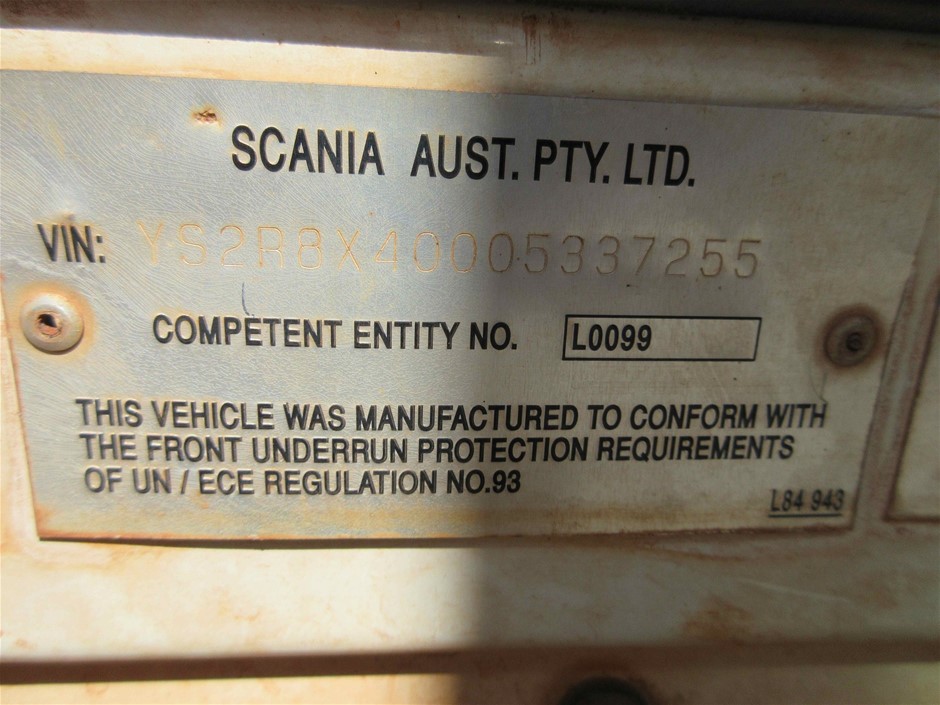 SCANIA AUST. PTY. LTD.
VIN: YS2R8X40005337255
COMPETENT ENTITY NO. L0099
THIS VEHICLE WAS MANUFACTURED TO CONFORM WITH
THE FRONT UNDERRUN PROTECTION REQUIREMENTS
OF UN / ECE REGULATION NO.93
L84 943